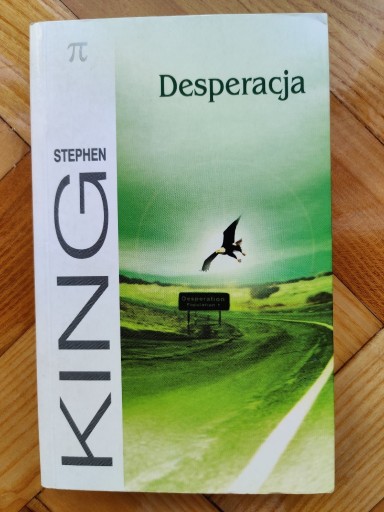 π
Desperacja
STEPHEN
KING
Desperation